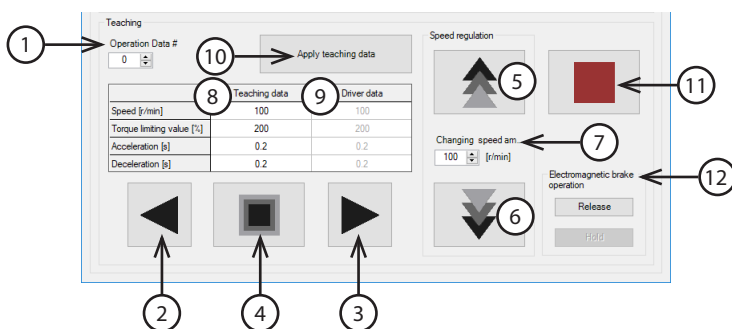 Teaching
Speed regulation
1
Operation Data #
0
10
Apply teaching data
5
11
8 Teaching data 9 Driver data
Speed [r/min] 100 100
Torque limiting value [%] 200 200
Acceleration [s] 0.2 0.2
Deceleration [s] 0.2 0.2
Changing speed am...
7
100 [r/min]
Electromagnetic brake
operation
12
Release
Hold
6
2
4
3